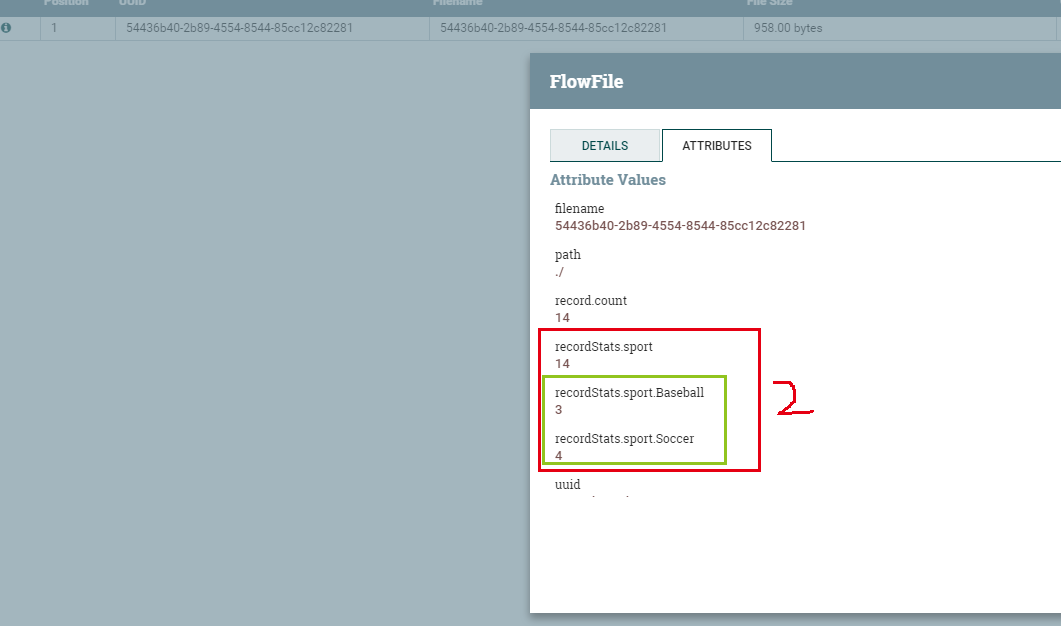 Position UUID Filename File Size
1 54436b40-2b89-4554-8544-85cc12c82281 54436b40-2b89-4554-8544-85cc12c82281 958.00 bytes
FlowFile
DETAILS ATTRIBUTES
Attribute Values
filename
54436b40-2b89-4554-8544-85cc12c82281
path
./
record.count
14
recordStats.sport
14
recordStats.sport.Baseball
3
2
recordStats.sport.Soccer
4
uuid